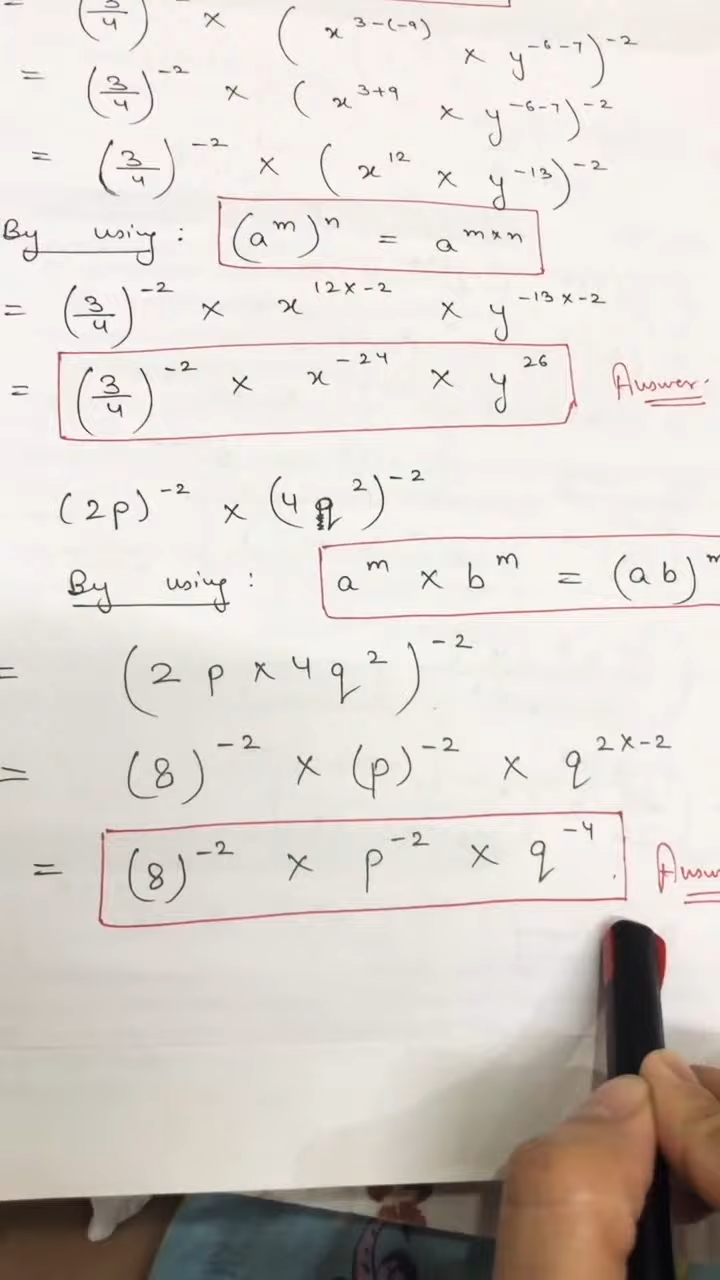 (3/4) × (x^3-(-9) × y^-6-7)^-2
= (3/4)^-2 × (x^3+9 × y^-6-7)^-2
= (3/4)^-2 × (x^12 × y^-13)^-2
By using : (a^m)^n = a^m×n
= (3/4)^-2 × x^12×-2 × y^-13×-2
= (3/4)^-2 × x^-24 × y^26 Answer.
(2p)^-2 × (4q^2)^-2
By using : a^m × b^m = (ab)^m
= (2p × 4q^2)^-2
= (8)^-2 × (p)^-2 × q^2×-2
= (8)^-2 × p^-2 × q^-4 .